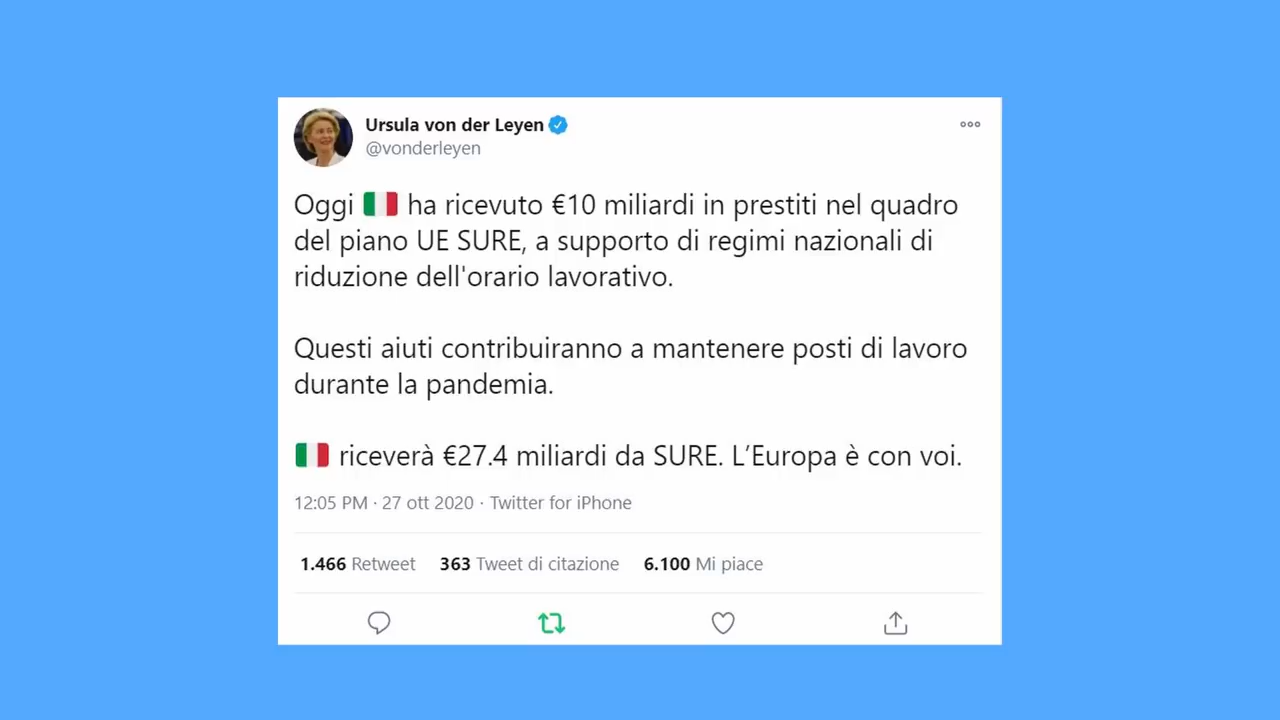 Ursula von der Leyen
@vonderleyen
Oggi 🇮🇹 ha ricevuto €10 miliardi in prestiti nel quadro
del piano UE SURE, a supporto di regimi nazionali di
riduzione dell'orario lavorativo.
Questi aiuti contribuiranno a mantenere posti di lavoro
durante la pandemia.
🇮🇹 riceverà €27.4 miliardi da SURE. L’Europa è con voi.
12:05 PM · 27 ott 2020 · Twitter for iPhone
1.466 Retweet 363 Tweet di citazione 6.100 Mi piace